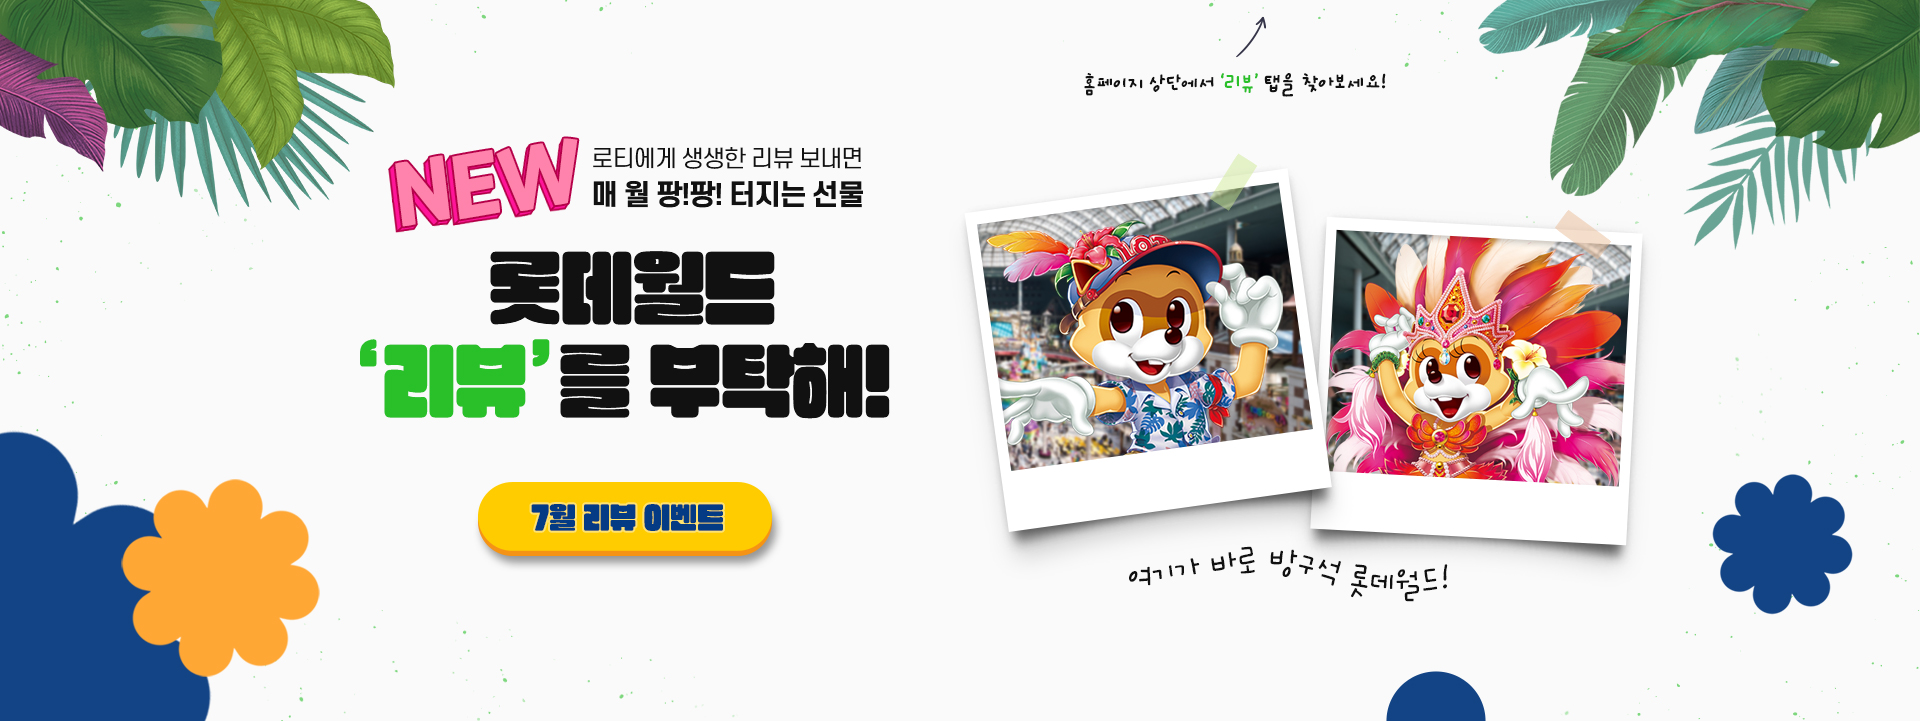 홈페이지 상단에서 '리뷰' 탭을 찾아보세요!
NEW
로티에게 생생한 리뷰 보내면
매 월 팡!팡! 터지는 선물
롯데월드
'리뷰'를 부탁해!
7월 리뷰 이벤트
여기가 바로 방구석 롯데월드!